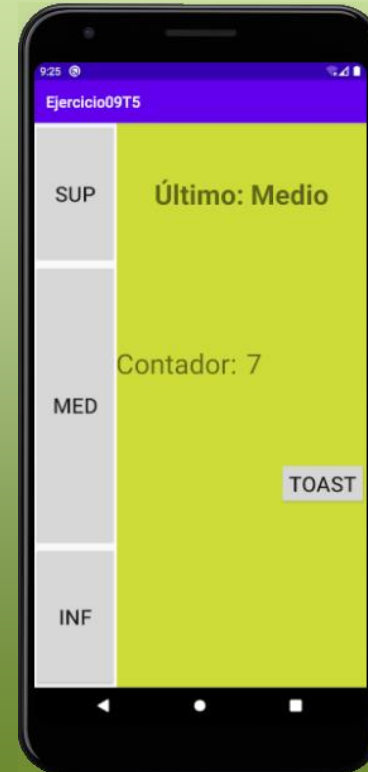 9:25
Ejercicio09T5
SUP
Último: Medio
Contador: 7
MED
TOAST
INF